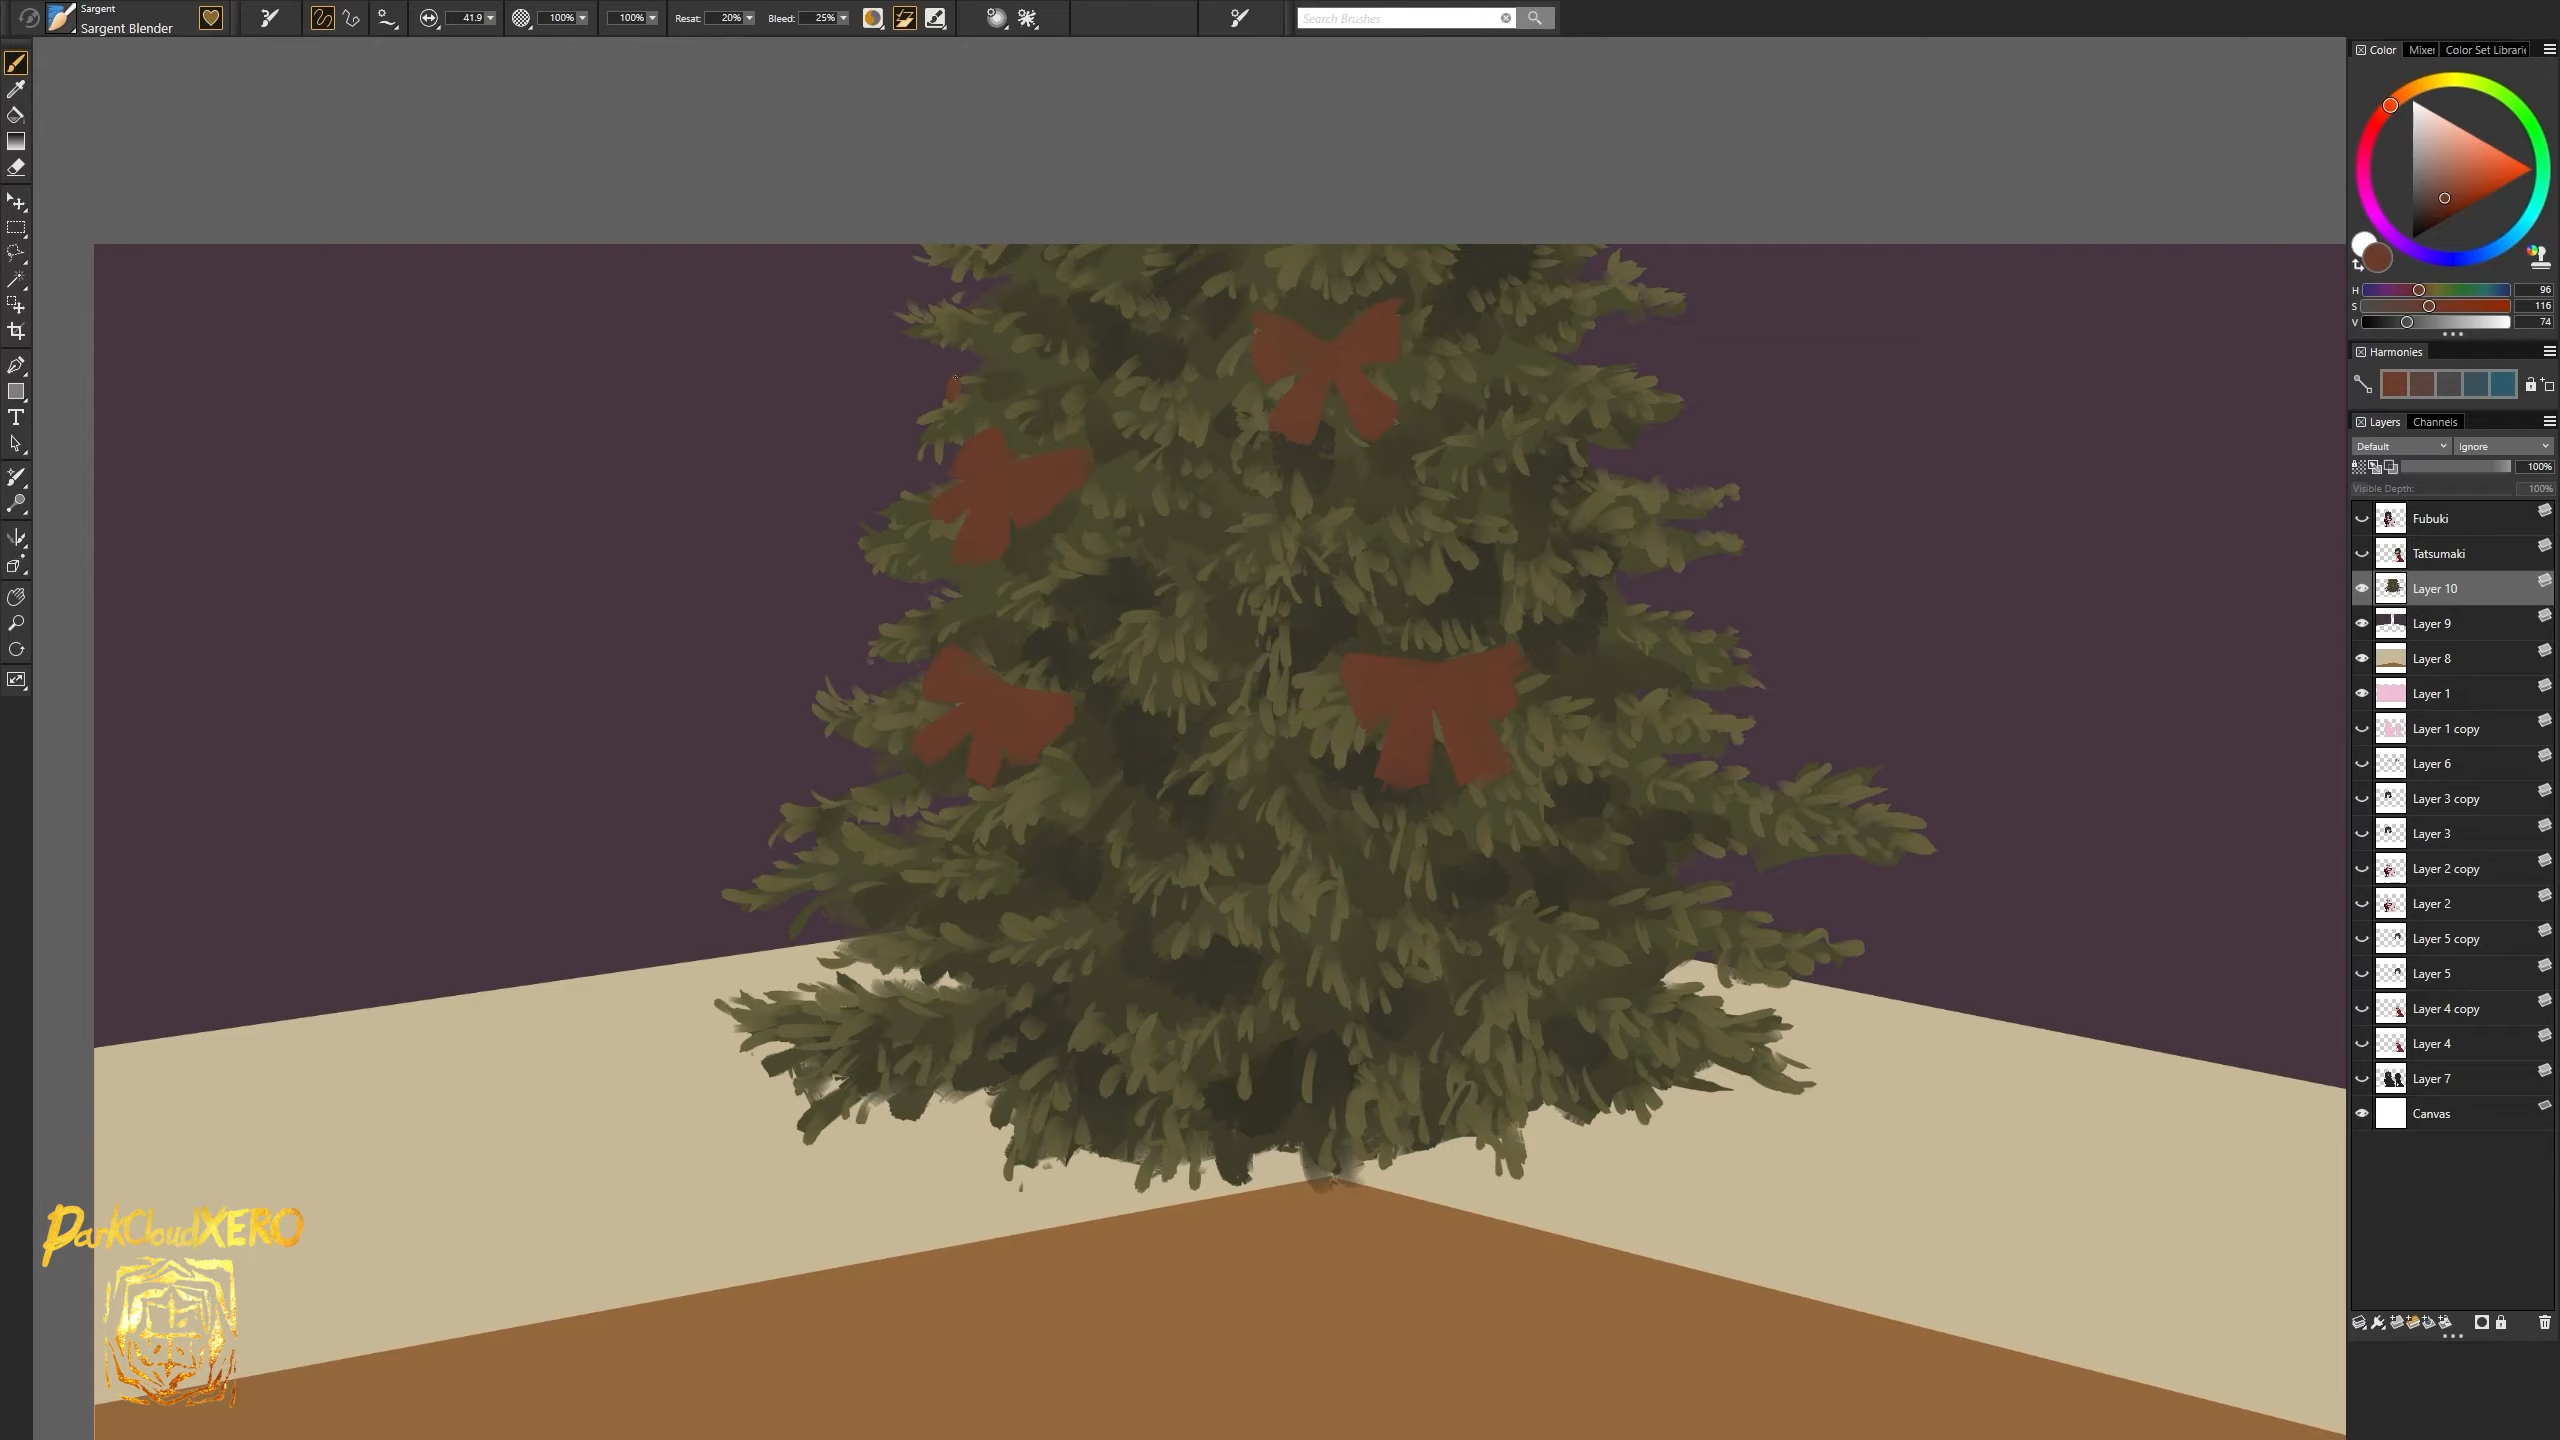 Sargent
Sargent Blender
41.9
100%
100%
Resat: 20%
Bleed: 25%
Search Brushes
Color
Mixer
Color Set Librari
H 96
S 116
V 74
Harmonies
Layers
Channels
Default
Ignore
100%
Visible Depth: 100%
Fubuki
Tatsumaki
Layer 10
Layer 9
Layer 8
Layer 1
Layer 1 copy
Layer 6
Layer 3 copy
Layer 3
Layer 2 copy
Layer 2
Layer 5 copy
Layer 5
Layer 4 copy
Layer 4
Layer 7
Canvas
ParkCloudXERO